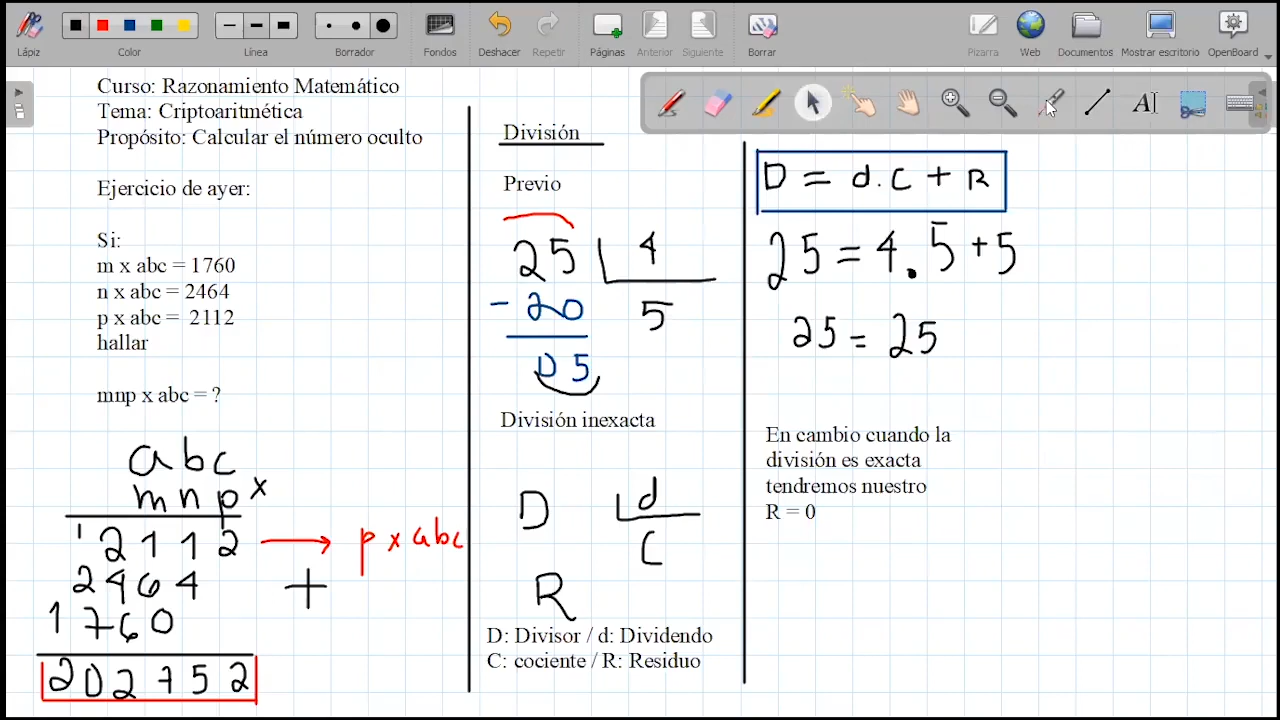 Lápiz
Color
Línea
Borrador
Fondos
Deshacer
Repetir
Páginas
Anterior
Siguiente
Borrar
Pizarra
Web
Documentos
Mostrar escritorio
OpenBoard
Curso: Razonamiento Matemático
Tema: Criptoaritmética
Propósito: Calcular el número oculto
Ejercicio de ayer:
Si:
m x abc = 1760
n x abc = 2464
p x abc = 2112
hallar
mnp x abc = ?
abc
mnp x
1
2112 → p x abc
2464 +
1760
202752
División
Previo
25 4
- 20 5
05
División inexacta
D d
C
R
D: Divisor / d: Dividendo
C: cociente / R: Residuo
D = d.C + R
25 = 4.5 + 5
25 = 25
En cambio cuando la
división es exacta
tendremos nuestro
R = 0